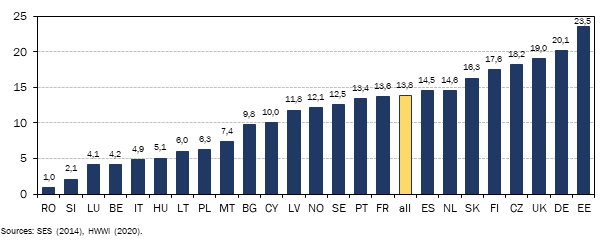 25
20
15
10
5
0
1,0 2,1 4,1 4,2 4,9 5,1 6,0 6,3 7,4 9,8 10,0 11,8 12,1 12,5 13,4 13,6 13,8 14,5 14,6 16,3 17,6 18,2 19,0 20,1 23,5
RO SI LU BE IT HU LT PL MT BG CY LV NO SE PT FR all ES NL SK FI CZ UK DE EE
Sources: SES (2014), HWWI (2020).